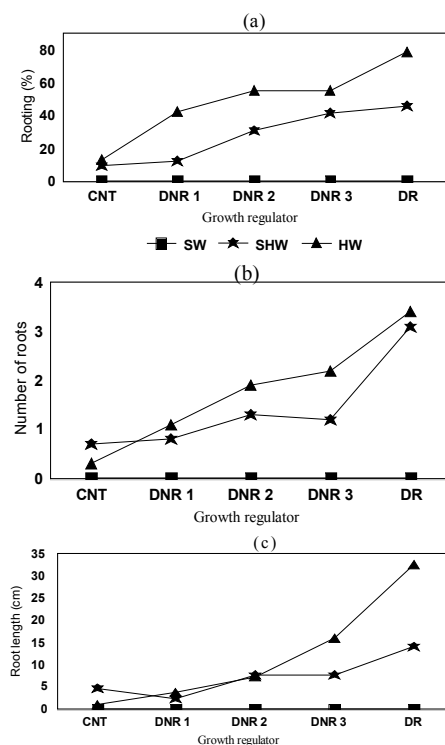 (a)
Rooting (%)
80
60
40
20
0
CNT DNR 1 DNR 2 DNR 3 DR
Growth regulator
SW SHW HW
(b)
Number of roots
4
3
2
1
0
CNT DNR 1 DNR 2 DNR 3 DR
Growth regulator
(c)
Root length (cm)
35
30
25
20
15
10
5
0
CNT DNR 1 DNR 2 DNR 3 DR
Growth regulator